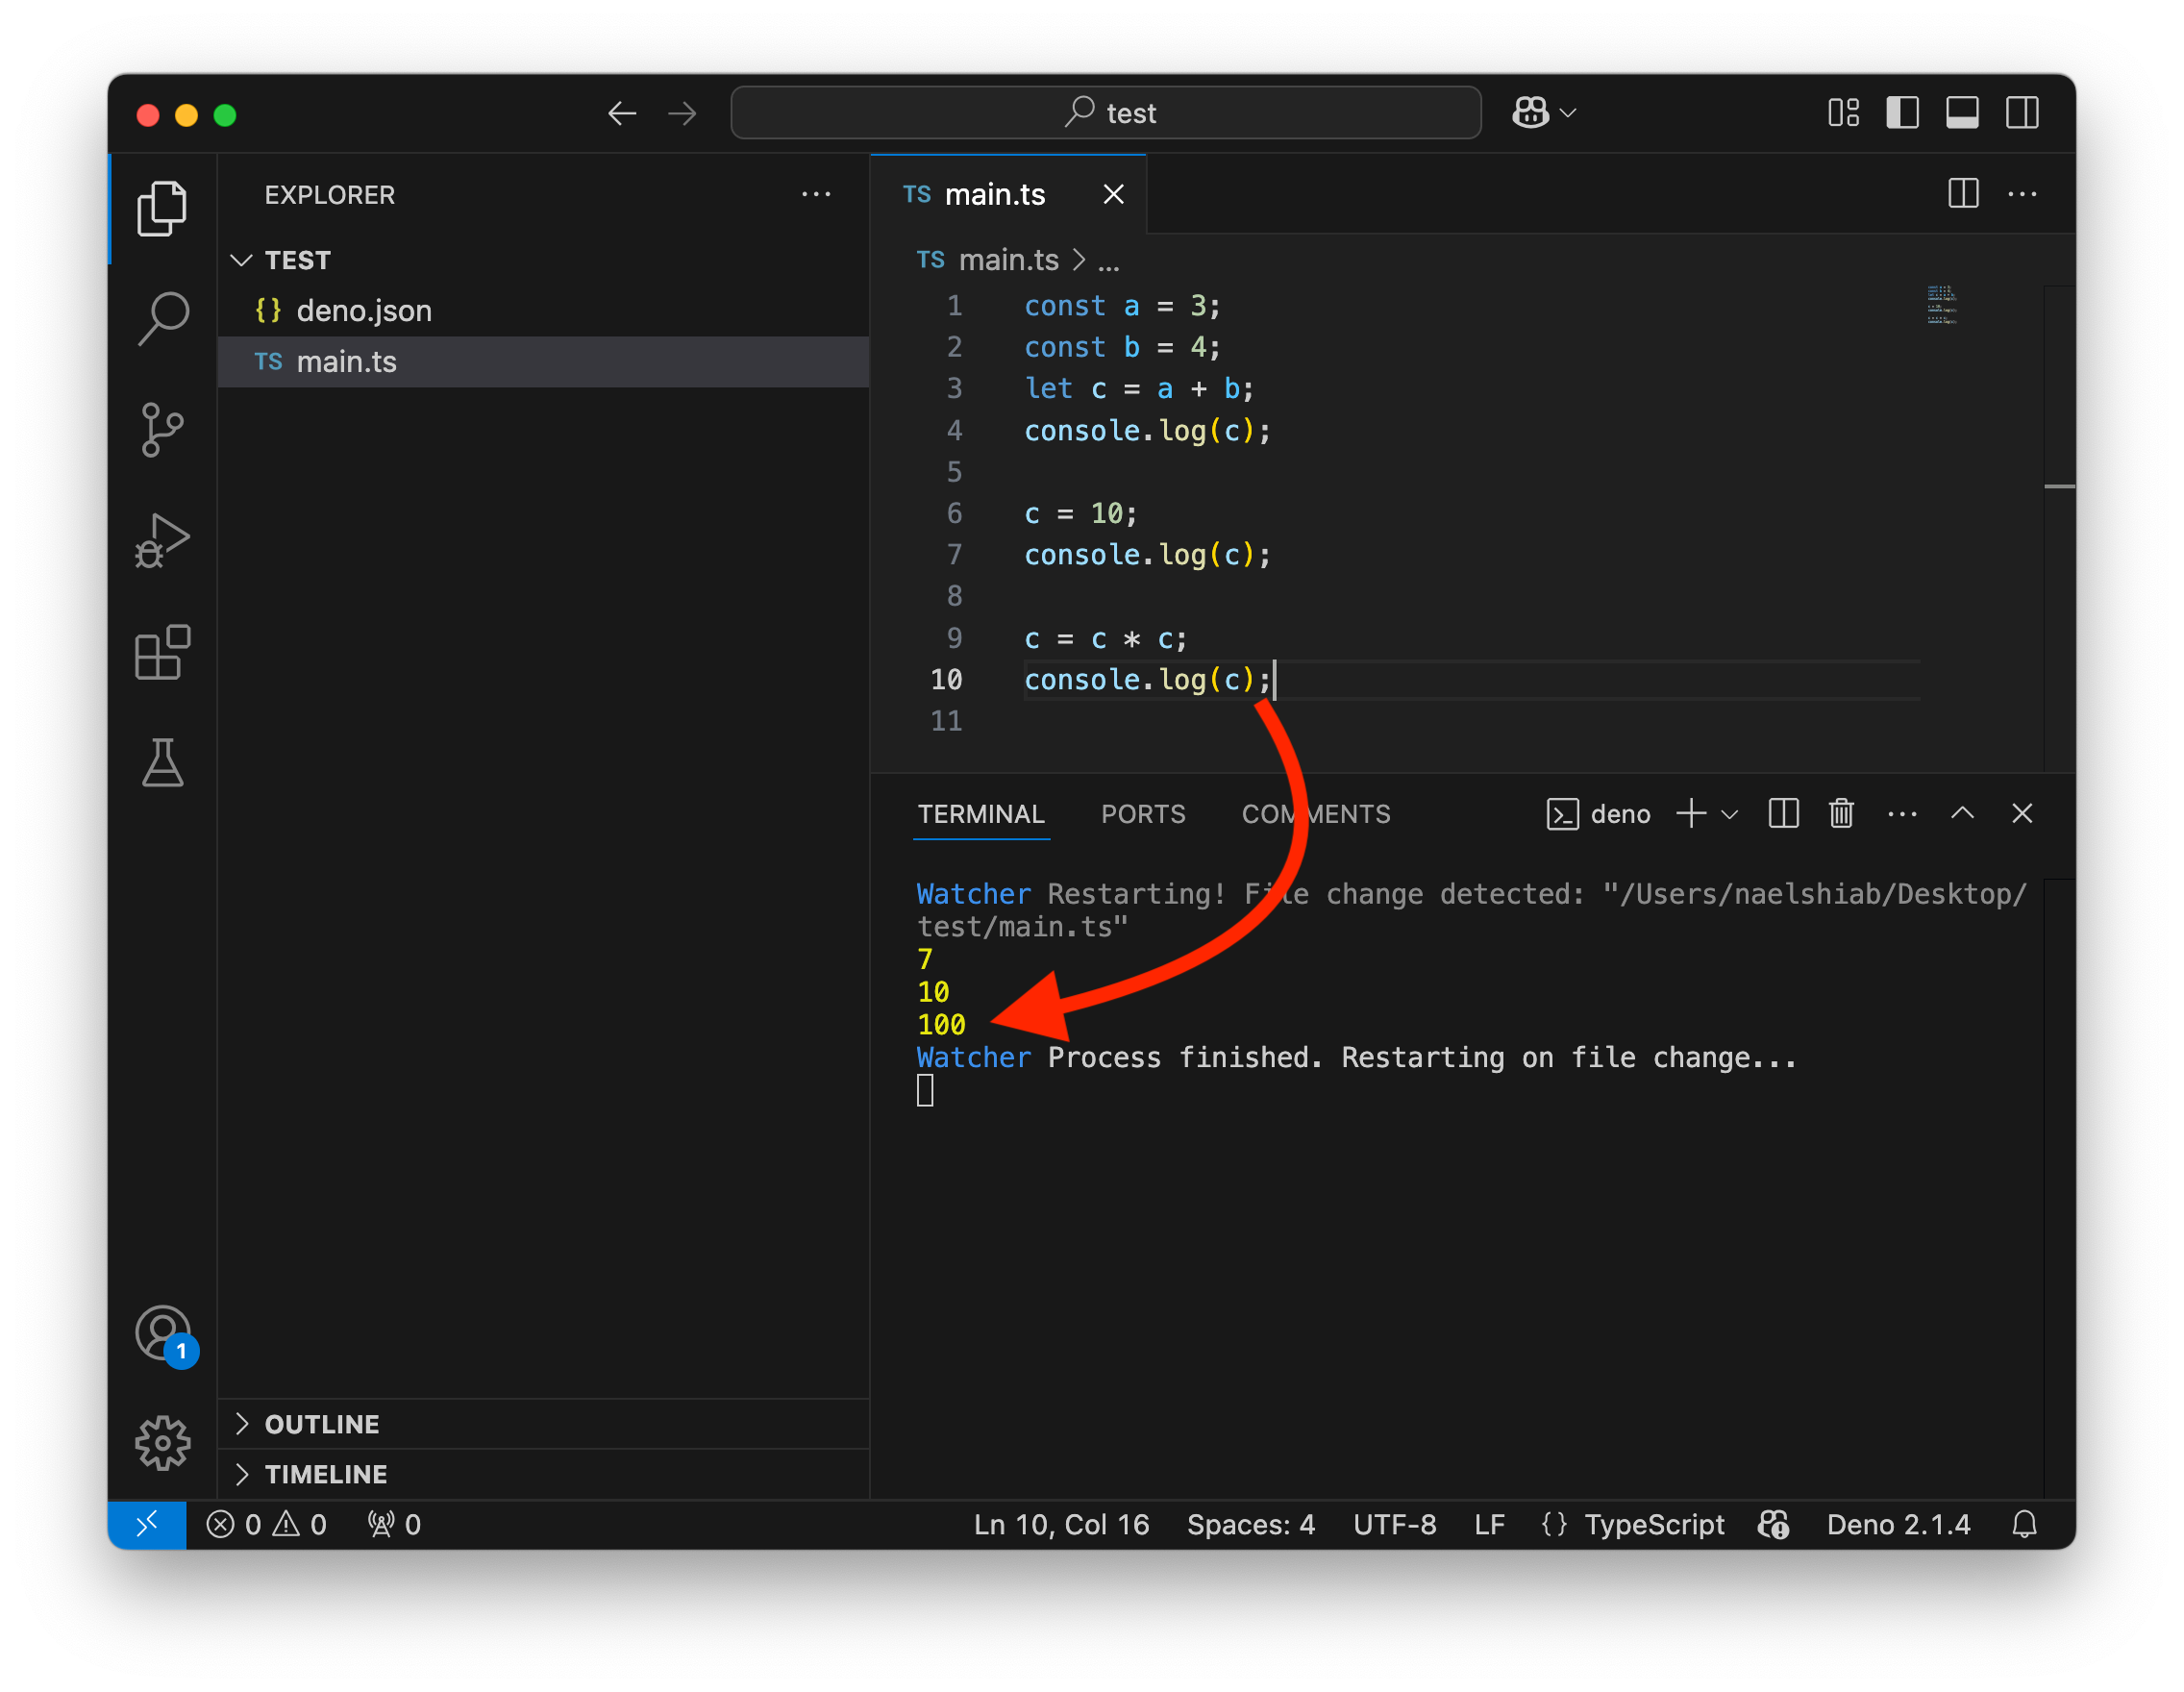 test
EXPLORER
TEST
{} deno.json
TS main.ts
OUTLINE
TIMELINE
TS main.ts
TS main.ts > ...
1 const a = 3;
2 const b = 4;
3 let c = a + b;
4 console.log(c);
5
6 c = 10;
7 console.log(c);
8
9 c = c * c;
10 console.log(c);
11
TERMINAL PORTS COMMENTS deno
Watcher Restarting! File change detected: "/Users/naelshiab/Desktop/
test/main.ts"
7
10
100
Watcher Process finished. Restarting on file change...
1
0 0 0 Ln 10, Col 16 Spaces: 4 UTF-8 LF {} TypeScript Deno 2.1.4